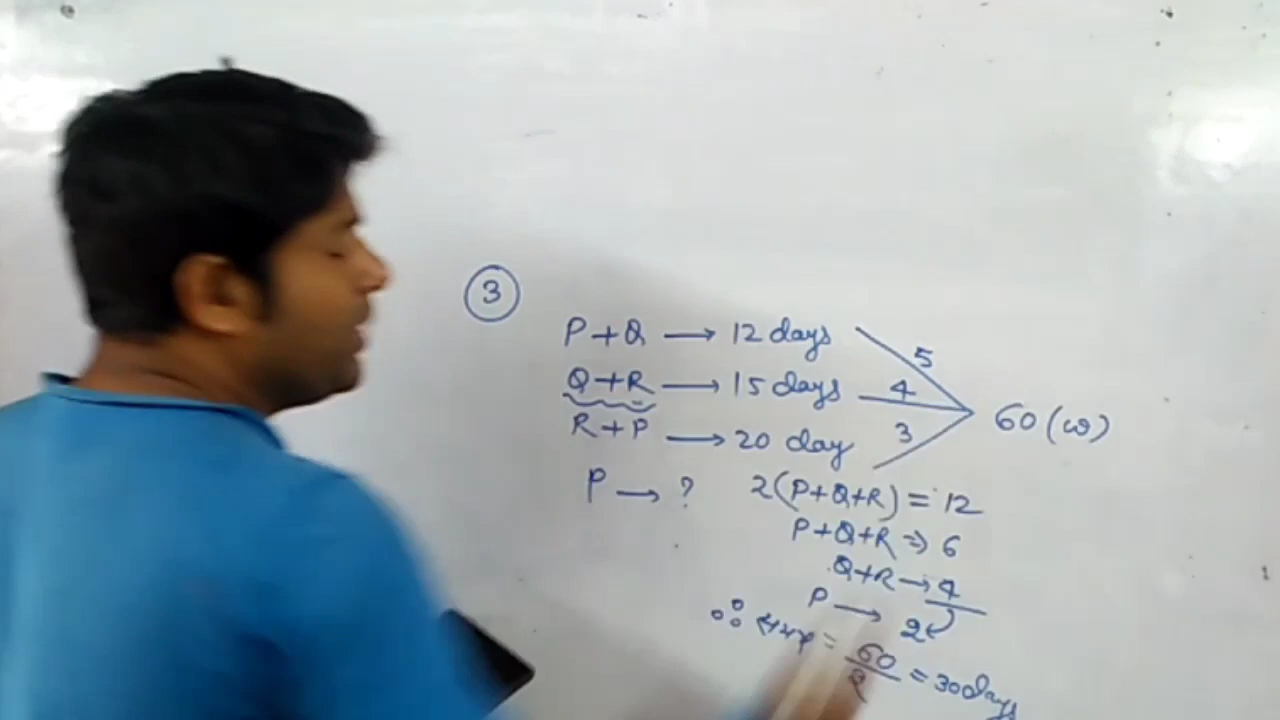 3
P+Q → 12 days
Q+R → 15 days
R+P → 20 day
5
4
3
60 (w)
P → ?
2(P+Q+R) = 12
P+Q+R ⇒ 6
Q+R → 4
P → 2
∴ समय = 60/2 = 30 days